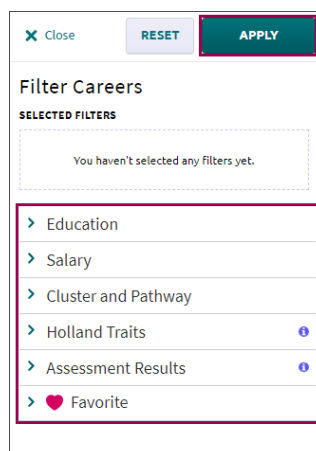 Close
RESET
APPLY
Filter Careers
SELECTED FILTERS
You haven't selected any filters yet.
Education
Salary
Cluster and Pathway
Holland Traits
Assessment Results
Favorite